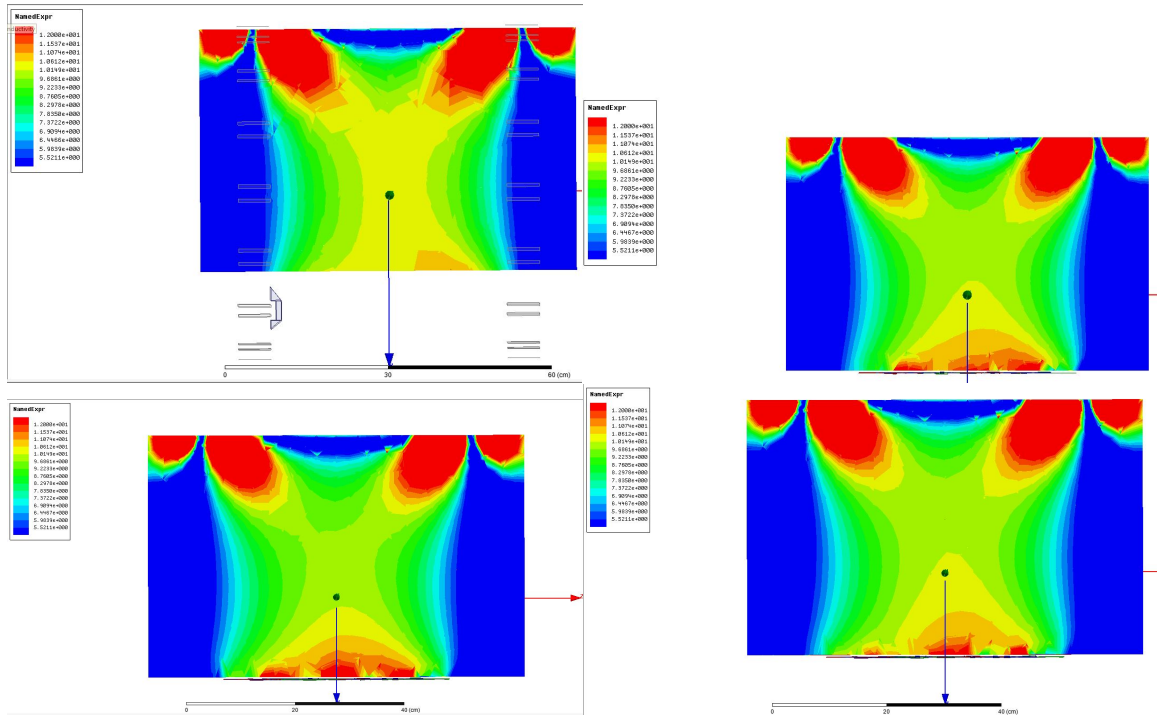 NamedExpr
nductivity
1.2000e+001
1.1537e+001
1.1074e+001
1.0612e+001
1.0149e+001
9.6861e+000
9.2233e+000
8.7605e+000
8.2978e+000
7.8350e+000
7.3722e+000
6.9094e+000
6.4466e+000
5.9839e+000
5.5211e+000
0
30
60 (cm)
NamedExpr
1.2000e+001
1.1537e+001
1.1074e+001
1.0612e+001
1.0149e+001
9.6861e+000
9.2233e+000
8.7605e+000
8.2978e+000
7.8350e+000
7.3722e+000
6.9094e+000
6.4467e+000
5.9839e+000
5.5211e+000
NamedExpr
1.2000e+001
1.1537e+001
1.1074e+001
1.0612e+001
1.0149e+001
9.6861e+000
9.2233e+000
8.7605e+000
8.2978e+000
7.8350e+000
7.3722e+000
6.9094e+000
6.4466e+000
5.9839e+000
5.5211e+000
0
20
40 (cm)
NamedExpr
1.2000e+001
1.1537e+001
1.1074e+001
1.0612e+001
1.0149e+001
9.6861e+000
9.2233e+000
8.7605e+000
8.2978e+000
7.8350e+000
7.3722e+000
6.9094e+000
6.4467e+000
5.9839e+000
5.5211e+000
0
20
40 (cm)